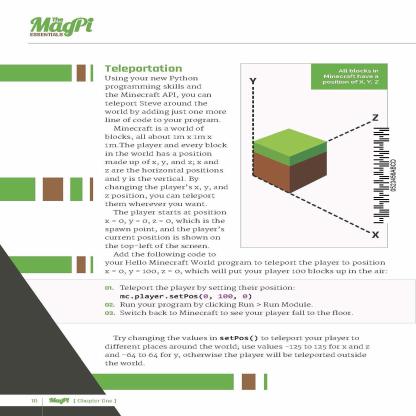 The
MagPi
ESSENTIALS
Teleportation
Using your new Python
programming skills and
the Minecraft API, you can
teleport Steve around the
world by adding just one more
line of code to your program.
Minecraft is a world of
blocks, all about 1m x 1m x
1m.The player and every block
in the world has a position
made up of x, y, and z; x and
z are the horizontal positions
and y is the vertical. By
changing the player's x, y, and
z position, you can teleport
them wherever you want.
The player starts at position
x = 0, y = 0, z = 0, which is the
spawn point, and the player's
current position is shown on
the top-left of the screen.
Add the following code to
your Hello Minecraft World program to teleport the player to position
x = 0, y = 100, z = 0, which will put your player 100 blocks up in the air:
All blocks in
Minecraft have a
position of X, Y, Z
Y
Z
X
01. Teleport the player by setting their position:
mc.player.setPos(0, 100, 0)
02. Run your program by clicking Run > Run Module.
03. Switch back to Minecraft to see your player fall to the floor.
Try changing the values in setPos() to teleport your player to
different places around the world; use values -125 to 125 for x and z
and -64 to 64 for y, otherwise the player will be teleported outside
the world.
MagPi [ Chapter One ]